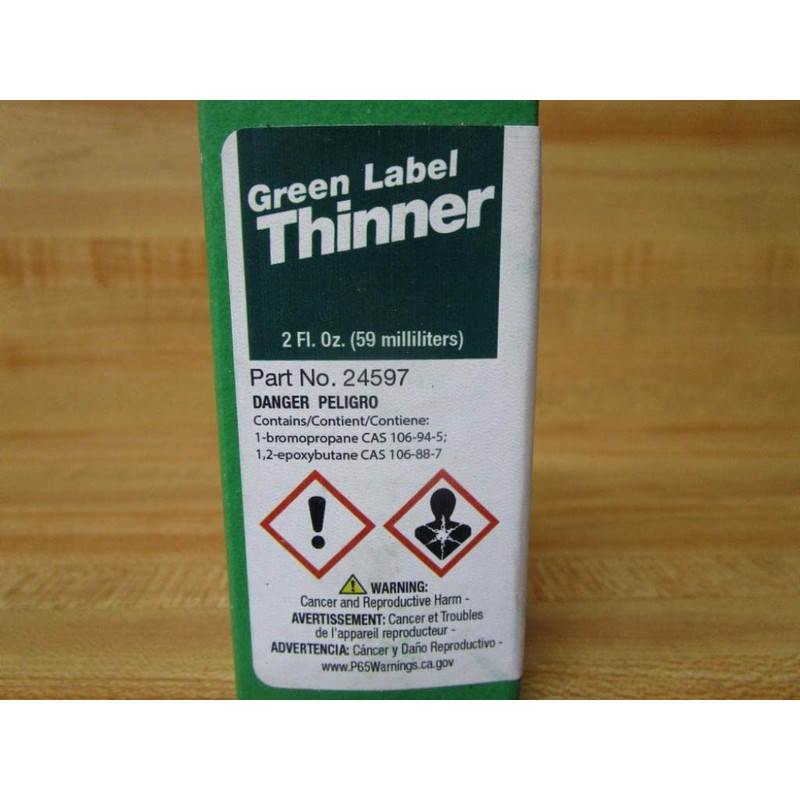 Green Label
Thinner
2 Fl. Oz. (59 milliliters)
Part No. 24597
DANGER PELIGRO
Contains/Contient/Contiene:
1-bromopropane CAS 106-94-5;
1,2-epoxybutane CAS 106-88-7
WARNING:
Cancer and Reproductive Harm -
AVERTISSEMENT: Cancer et Troubles
de l'appareil reproducteur -
ADVERTENCIA: Cáncer y Daño Reproductivo -
www.P65Warnings.ca.gov